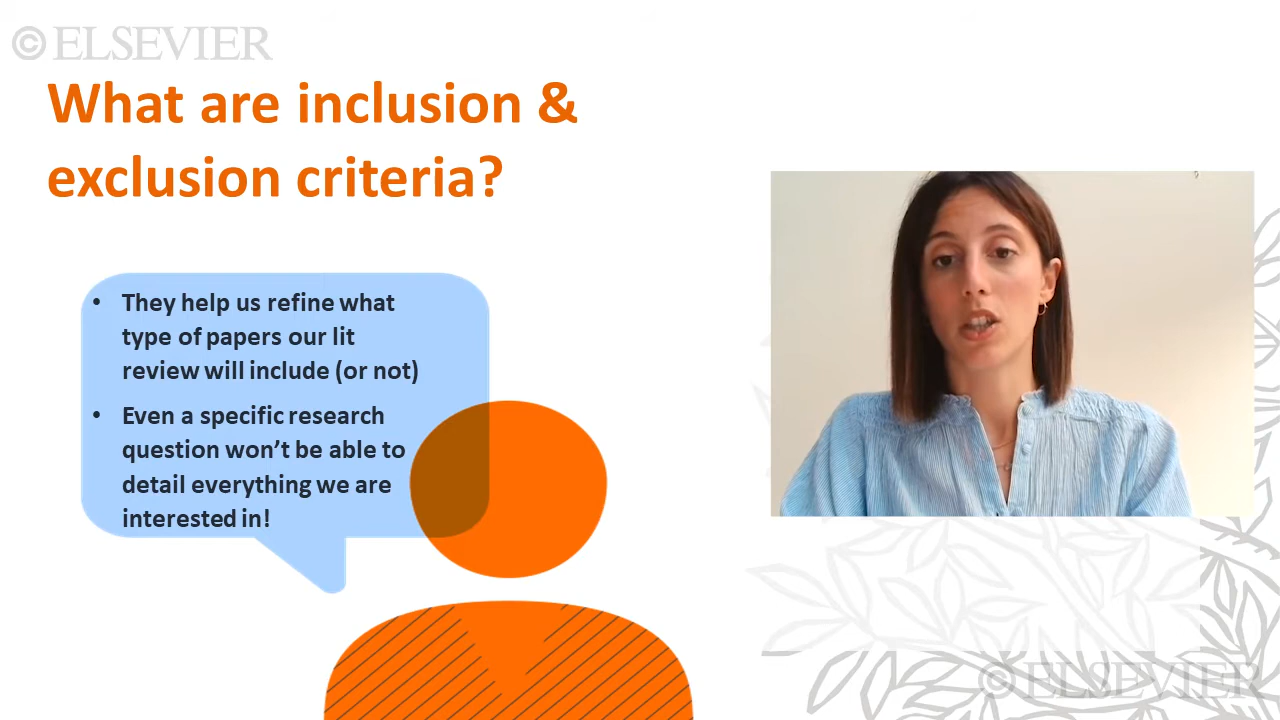 © ELSEVIER
What are inclusion &
exclusion criteria?
• They help us refine what
type of papers our lit
review will include (or not)
• Even a specific research
question won’t be able to
detail everything we are
interested in!
© ELSEVIER